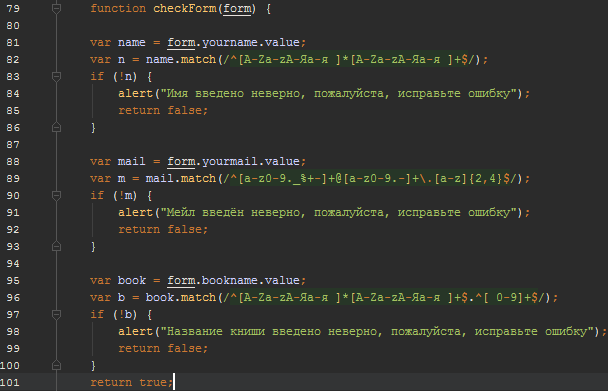 79 function checkForm(form) {
80
81 var name = form.yourname.value;
82 var n = name.match(/^[A-Za-zА-Яа-я ]*[A-Za-zА-Яа-я ]+$/);
83 if (!n) {
84 alert("Имя введено неверно, пожалуйста, исправьте ошибку");
85 return false;
86 }
87
88 var mail = form.yourmail.value;
89 var m = mail.match(/^[a-z0-9._%+-]+@[a-z0-9.-]+\.[a-z]{2,4}$/);
90 if (!m) {
91 alert("Мейл введён неверно, пожалуйста, исправьте ошибку");
92 return false;
93 }
94
95 var book = form.bookname.value;
96 var b = book.match(/^[A-Za-zА-Яа-я ]*[A-Za-zА-Яа-я ]+$.^[ 0-9]+$/);
97 if (!b) {
98 alert("Название книши введено неверно, пожалуйста, исправьте ошибку");
99 return false;
100 }
101 return true;